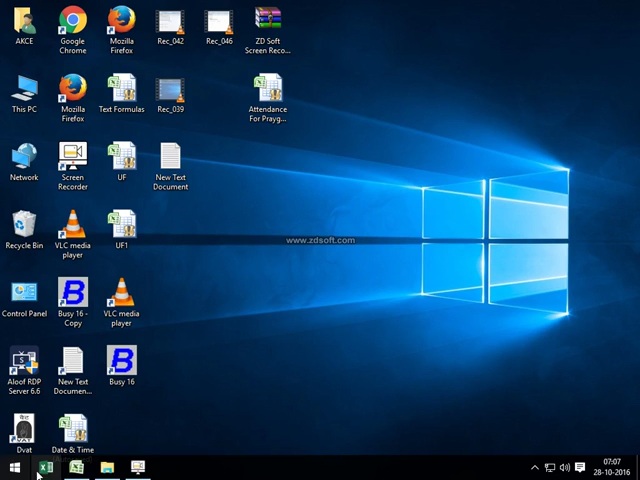 AKCE
Google
Chrome
Mozilla
Firefox
Rec_042
Rec_046
ZD Soft
Screen Reco...
This PC
Mozilla
Firefox
Text Formulas
Rec_039
Attendance
For Prayg...
Network
Screen
Recorder
UF
New Text
Document
Recycle Bin
VLC media
player
UF1
www.zdsoft.com
Control Panel
Busy 16 -
Copy
VLC media
player
Aloof RDP
Server 6.6
New Text
Documen...
Busy 16
Dvat
Date & Time
07:07
28-10-2016